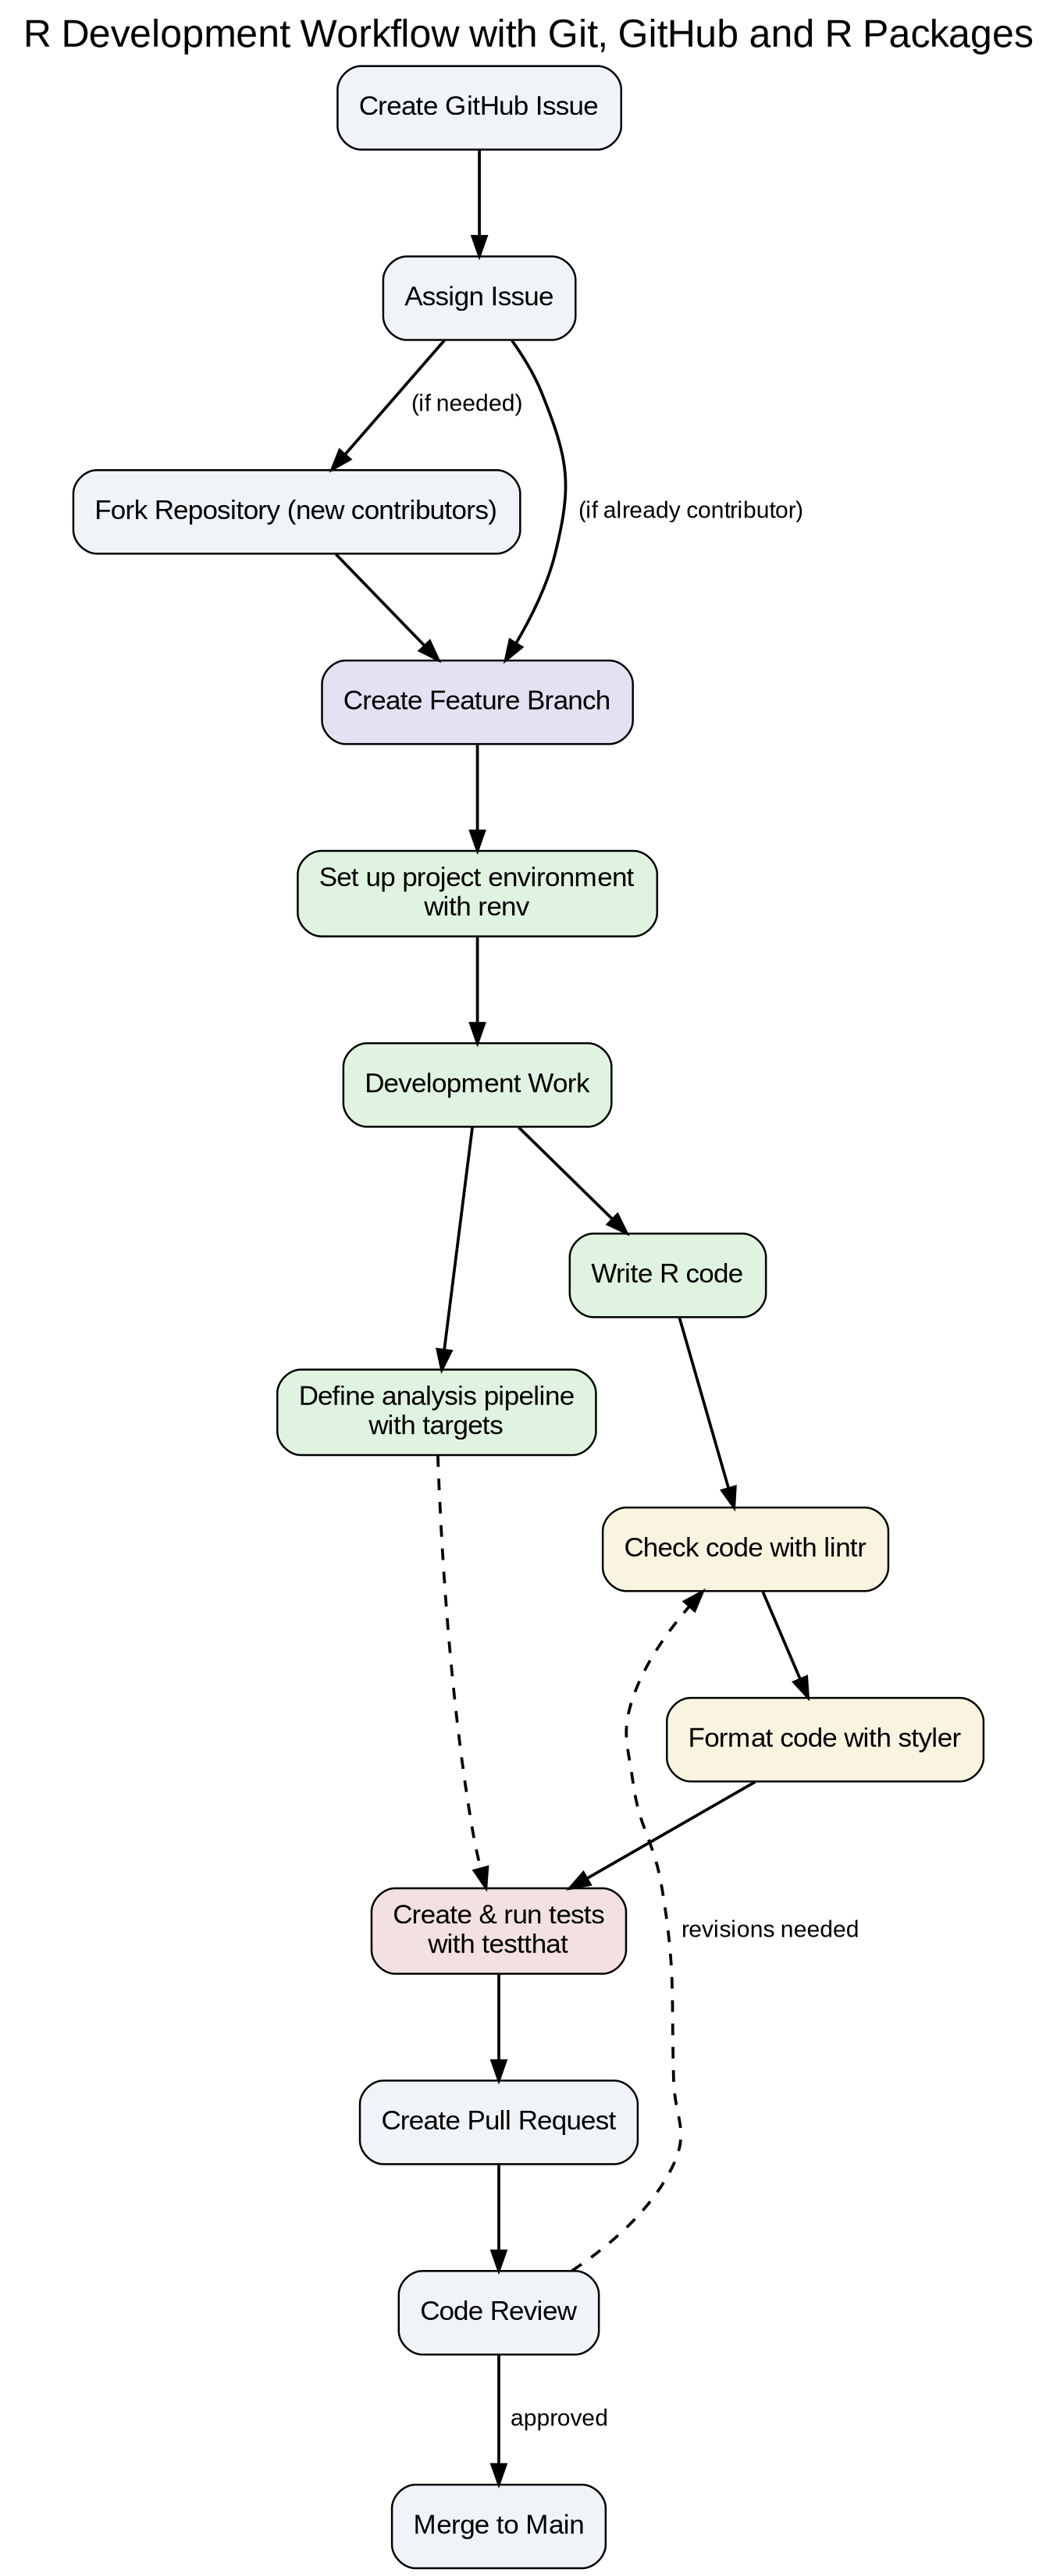 R Development Workflow with Git, GitHub and R Packages
Create GitHub Issue
Assign Issue
(if needed)
Fork Repository (new contributors)
(if already contributor)
Create Feature Branch
Set up project environment
with renv
Development Work
Write R code
Define analysis pipeline
with targets
Check code with lintr
Format code with styler
Create & run tests
with testthat
revisions needed
Create Pull Request
Code Review
approved
Merge to Main